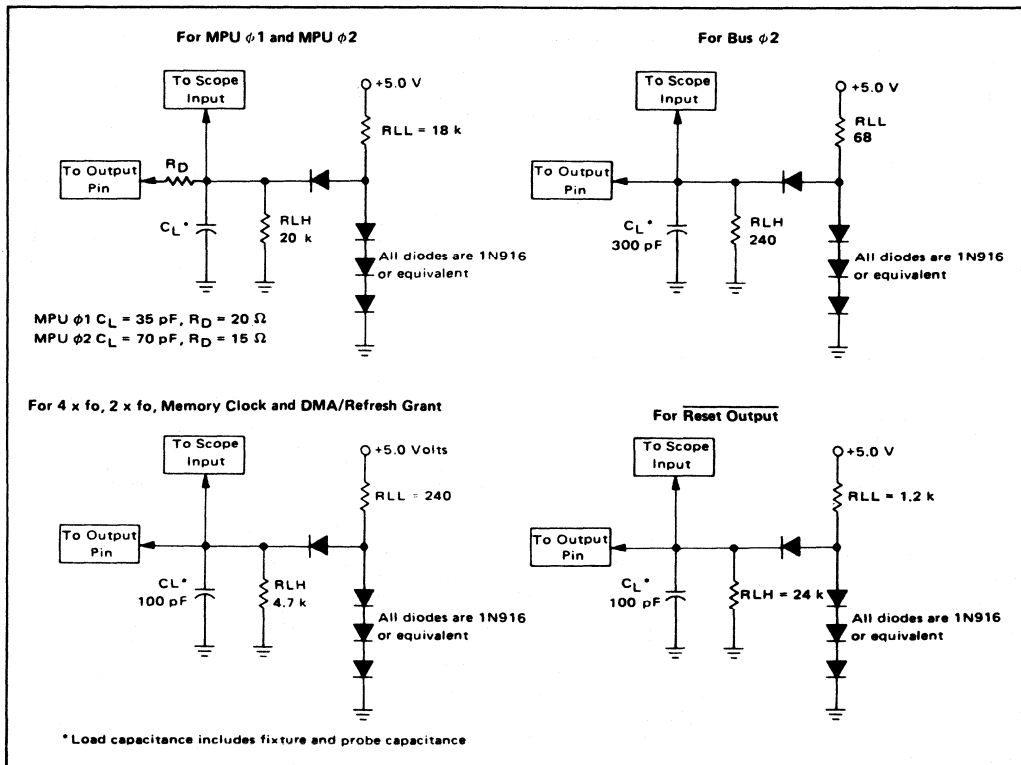 For MPU ϕ1 and MPU ϕ2
To Scope
Input
+5.0 V
RLL = 18 k
To Output
Pin
RD
CL*
RLH
20 k
All diodes are 1N916
or equivalent
MPU ϕ1 CL = 35 pF, RD = 20 Ω
MPU ϕ2 CL = 70 pF, RD = 15 Ω
For Bus ϕ2
To Scope
Input
+5.0 V
RLL
68
To Output
Pin
CL*
300 pF
RLH
240
All diodes are 1N916
or equivalent
For 4 x fo, 2 x fo, Memory Clock and DMA/Refresh Grant
To Scope
Input
+5.0 Volts
RLL = 240
To Output
Pin
CL*
100 pF
RLH
4.7 k
All diodes are 1N916
or equivalent
For Reset Output
To Scope
Input
+5.0 V
RLL = 1.2 k
To Output
Pin
CL*
100 pF
RLH = 24 k
All diodes are 1N916
or equivalent
*Load capacitance includes fixture and probe capacitance